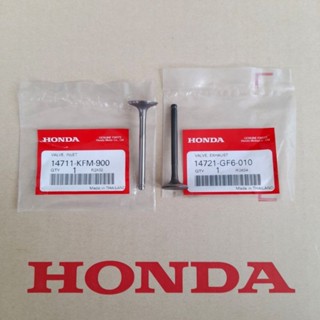 HONDA
VALVE INLET
14711-KFM-900
QTY 1
Made in THAILAND
HONDA
VALVE EXHAUST
14721-GF6-010
QTY 1
Made in THAILAND
HONDA